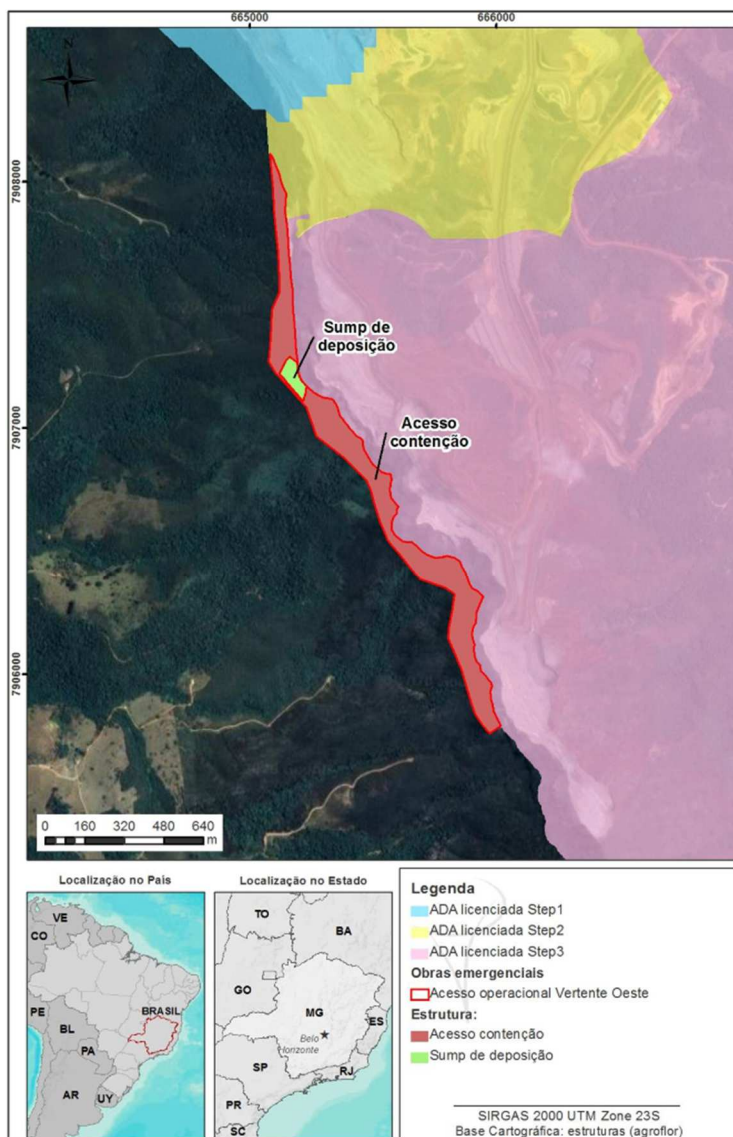 665000
666000
N
7908000
Sump de
deposição
7907000
Acesso
contenção
7906000
0 160 320 480 640
m
Localização no Pais
VE
CO
PE
BRASIL
BL
PA
AR
UY
Localização no Estado
TO
BA
GO
MG
Belo
Horizonte
ES
SP
RJ
PR
SC
Legenda
ADA licenciada Step1
ADA licenciada Step2
ADA licenciada Step3
Obras emergenciais
Acesso operacional Vertente Oeste
Estrutura:
Acesso contenção
Sump de deposição
SIRGAS 2000 UTM Zone 23S
Base Cartográfica: estruturas (agroflor)